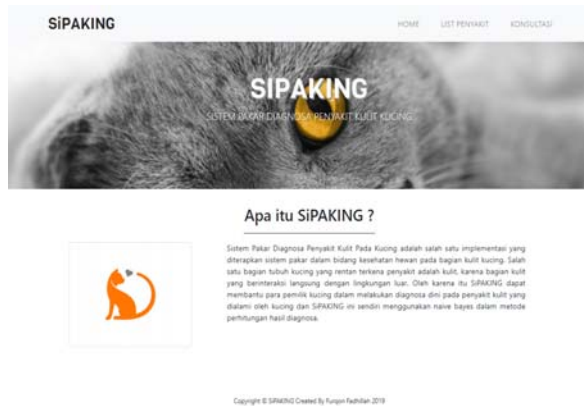 SiPAKING
HOME LIST PENYAKIT KONSULTASI
SIPAKING
SISTEM PAKAR DIAGNOSA PENYAKIT KULIT KUCING
Apa itu SiPAKING ?
Sistem Pakar Diagnosa Penyakit Kulit Pada Kucing adalah salah satu implementasi yang
diterapkan sistem pakar dalam bidang kesehatan hewan pada bagian kulit kucing. Salah
satu bagian tubuh kucing yang rentan terkena penyakit adalah kulit, karena bagian kulit
yang berinteraksi langsung dengan lingkungan luar. Olah karena itu SiPAKING dapat
membantu para pemilik kucing dalam melakukan diagnosa dini pada penyakit kulit yang
dialami oleh kucing dan SiPAKING ini sendiri menggunakan naive bayes dalam metode
perhitungan hasil diagnosa.
Copyright © SiPAKING Created By Furqon Fadhillah 2019